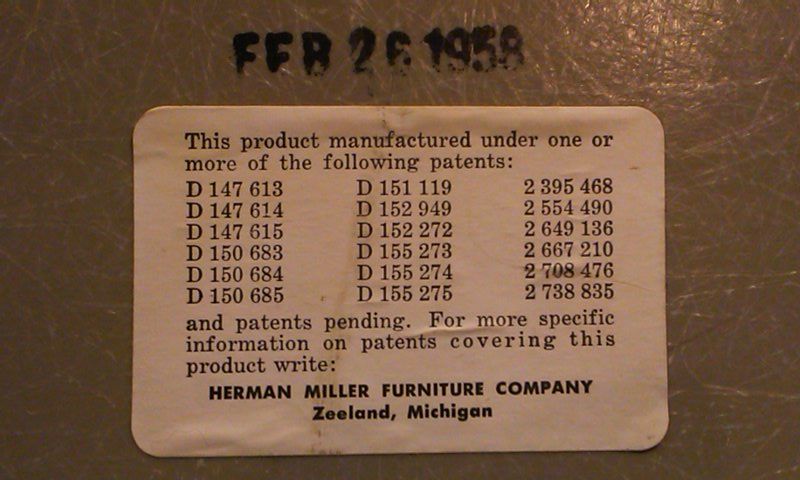 FEB 26 1958
This product manufactured under one or
more of the following patents:
D 147 613 D 151 119 2 395 468
D 147 614 D 152 949 2 554 490
D 147 615 D 152 272 2 649 136
D 150 683 D 155 273 2 667 210
D 150 684 D 155 274 2 708 476
D 150 685 D 155 275 2 738 835
and patents pending. For more specific
information on patents covering this
product write:
HERMAN MILLER FURNITURE COMPANY
Zeeland, Michigan